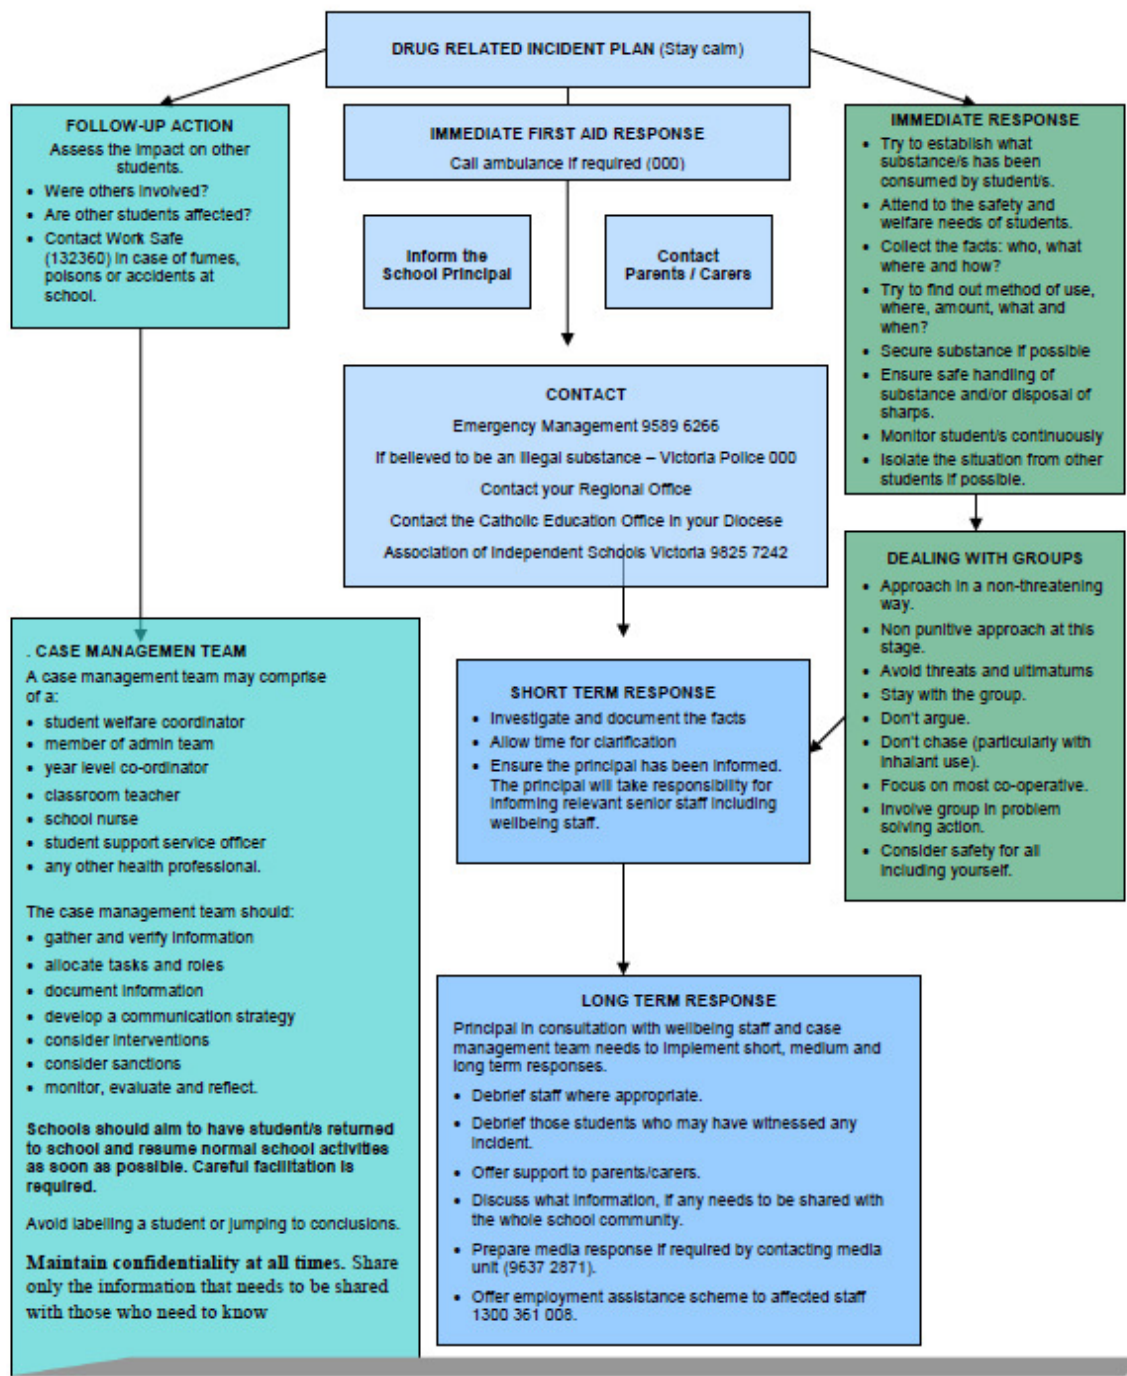 DRUG RELATED INCIDENT PLAN (Stay calm)
FOLLOW-UP ACTION
Assess the impact on other
students.
• Were others involved?
• Are other students affected?
• Contact Work Safe
(132360) in case of fumes,
poisons or accidents at
school.
IMMEDIATE FIRST AID RESPONSE
Call ambulance if required (000)
Inform the
School Principal
Contact
Parents / Carers
IMMEDIATE RESPONSE
• Try to establish what
substance/s has been
consumed by student/s.
• Attend to the safety and
welfare needs of students.
• Collect the facts: who, what
where and how?
• Try to find out method of use,
where, amount, what and
when?
• Secure substance if possible
• Ensure safe handling of
substance and/or disposal of
sharps.
• Monitor student/s continuously
• Isolate the situation from other
students if possible.
CONTACT
Emergency Management 9589 6266
If believed to be an illegal substance – Victoria Police 000
Contact your Regional Office
Contact the Catholic Education Office in your Diocese
Association of Independent Schools Victoria 9825 7242
DEALING WITH GROUPS
• Approach in a non-threatening
way.
• Non punitive approach at this
stage.
• Avoid threats and ultimatums
• Stay with the group.
• Don't argue.
• Don't chase (particularly with
inhalant use).
• Focus on most co-operative.
• Involve group in problem
solving action.
• Consider safety for all
including yourself.
. CASE MANAGEMEN TEAM
A case management team may comprise
of a:
• student welfare coordinator
• member of admin team
• year level co-ordinator
• classroom teacher
• school nurse
• student support service officer
• any other health professional.
The case management team should:
• gather and verify information
• allocate tasks and roles
• document information
• develop a communication strategy
• consider interventions
• consider sanctions
• monitor, evaluate and reflect.
Schools should aim to have student/s returned
to school and resume normal school activities
as soon as possible. Careful facilitation is
required.
Avoid labelling a student or jumping to conclusions.
Maintain confidentiality at all times. Share
only the information that needs to be shared
with those who need to know
SHORT TERM RESPONSE
• Investigate and document the facts
• Allow time for clarification
• Ensure the principal has been informed.
The principal will take responsibility for
informing relevant senior staff including
wellbeing staff.
LONG TERM RESPONSE
Principal in consultation with wellbeing staff and case
management team needs to implement short, medium and
long term responses.
• Debrief staff where appropriate.
• Debrief those students who may have witnessed any
incident.
• Offer support to parents/carers.
• Discuss what information, if any needs to be shared with
the whole school community.
• Prepare media response if required by contacting media
unit (9637 2871).
• Offer employment assistance scheme to affected staff
1300 361 008.